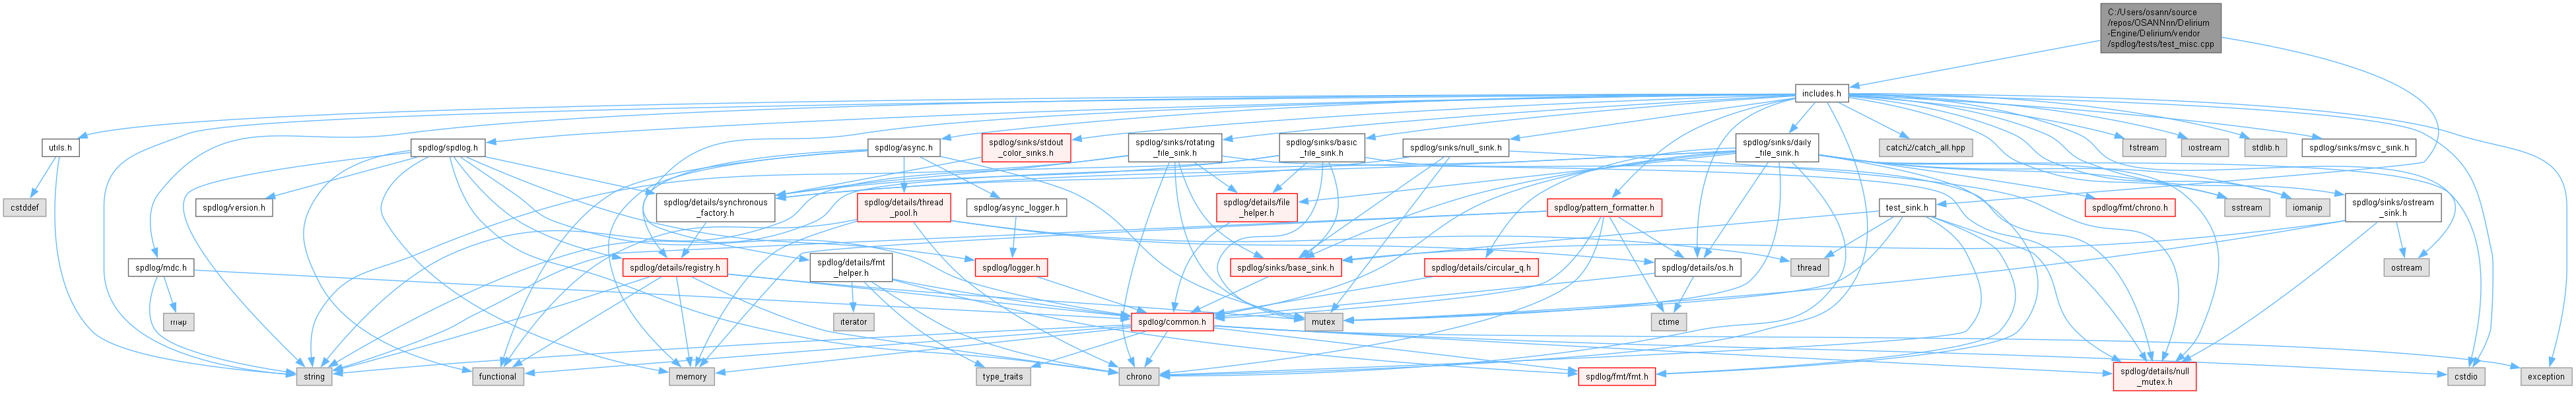 C:/Users/osann/source
/repos/OSANNnn/Delirium
-Engine/Delirium/vendor
/spdlog/tests/test_misc.cpp
includes.h
utils.h
spdlog/spdlog.h
spdlog/async.h
spdlog/sinks/stdout
_color_sinks.h
spdlog/sinks/rotating
_file_sink.h
spdlog/sinks/basic
_file_sink.h
spdlog/sinks/null_sink.h
spdlog/sinks/daily
_file_sink.h
catch2/catch_all.hpp
fstream
iostream
stdlib.h
spdlog/sinks/msvc_sink.h
cstddef
spdlog/version.h
spdlog/details/synchronous
_factory.h
spdlog/details/thread
_pool.h
spdlog/async_logger.h
spdlog/details/file
_helper.h
spdlog/pattern_formatter.h
test_sink.h
spdlog/fmt/chrono.h
sstream
iomanip
spdlog/sinks/ostream
_sink.h
spdlog/mdc.h
spdlog/details/registry.h
spdlog/details/fmt
_helper.h
spdlog/logger.h
spdlog/sinks/base_sink.h
spdlog/details/circular_q.h
spdlog/details/os.h
thread
ostream
map
iterator
spdlog/common.h
mutex
ctime
string
functional
memory
type_traits
chrono
spdlog/fmt/fmt.h
spdlog/details/null
_mutex.h
cstdio
exception